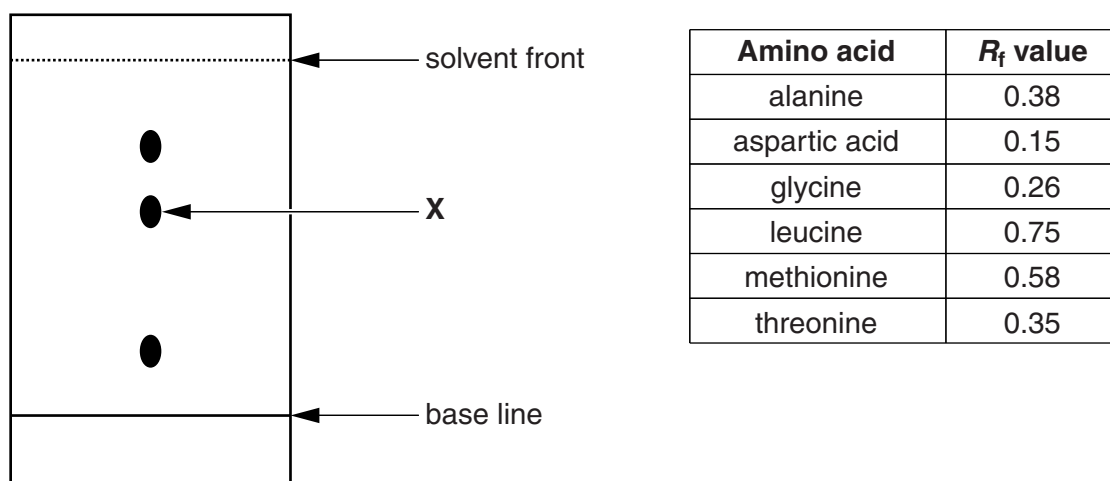 solvent front
X
base line
Amino acid Rf value
alanine 0.38
aspartic acid 0.15
glycine 0.26
leucine 0.75
methionine 0.58
threonine 0.35